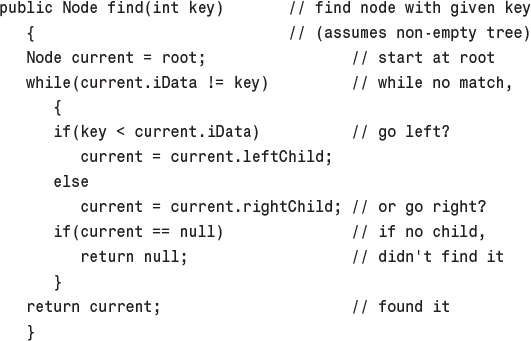 public Node find(int key)       // find node with given key
   {                            // (assumes non-empty tree)
   Node current = root;                // start at root
   while(current.iData != key)         // while no match,
      {
      if(key < current.iData)          // go left?
         current = current.leftChild;
      else
         current = current.rightChild; // or go right?
      if(current == null)              // if no child,
         return null;                  // didn't find it
      }
   return current;                     // found it
   }